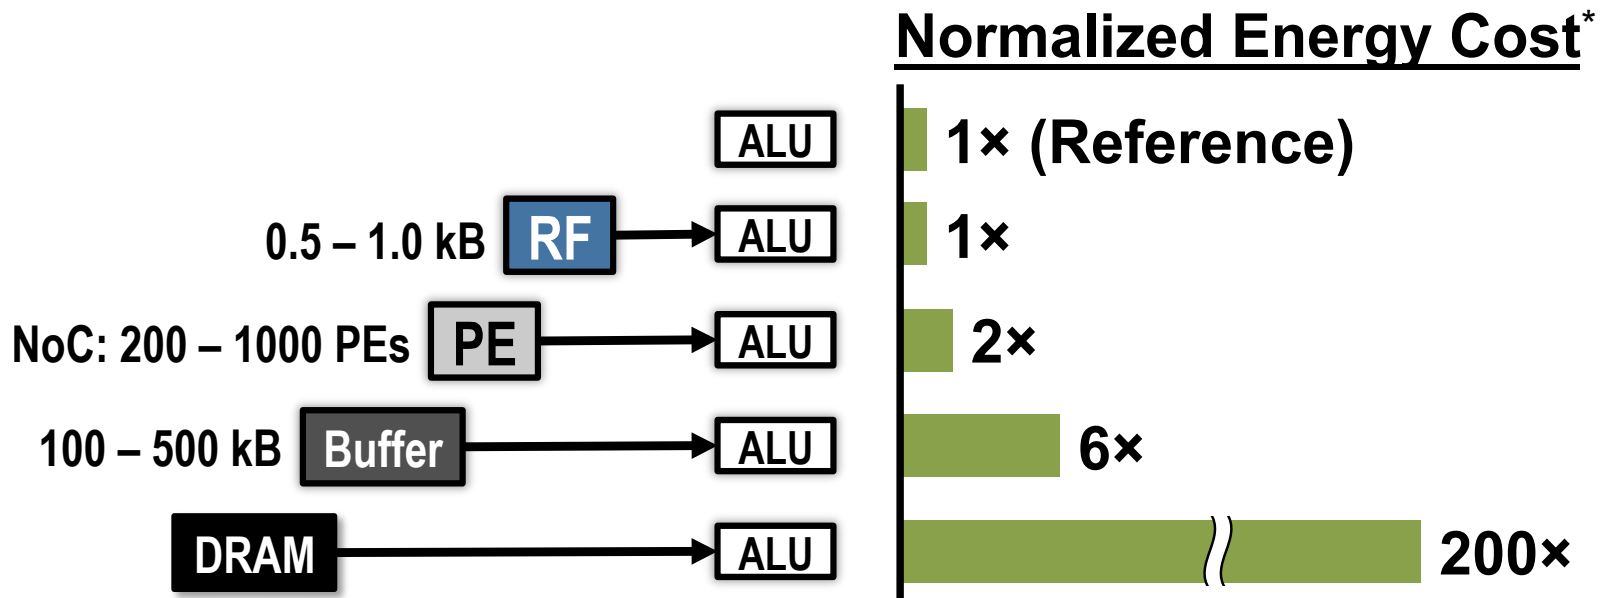 Normalized Energy Cost*
ALU 1× (Reference)
0.5 – 1.0 kB RF ALU 1×
NoC: 200 – 1000 PEs PE ALU 2×
100 – 500 kB Buffer ALU 6×
DRAM ALU 200×